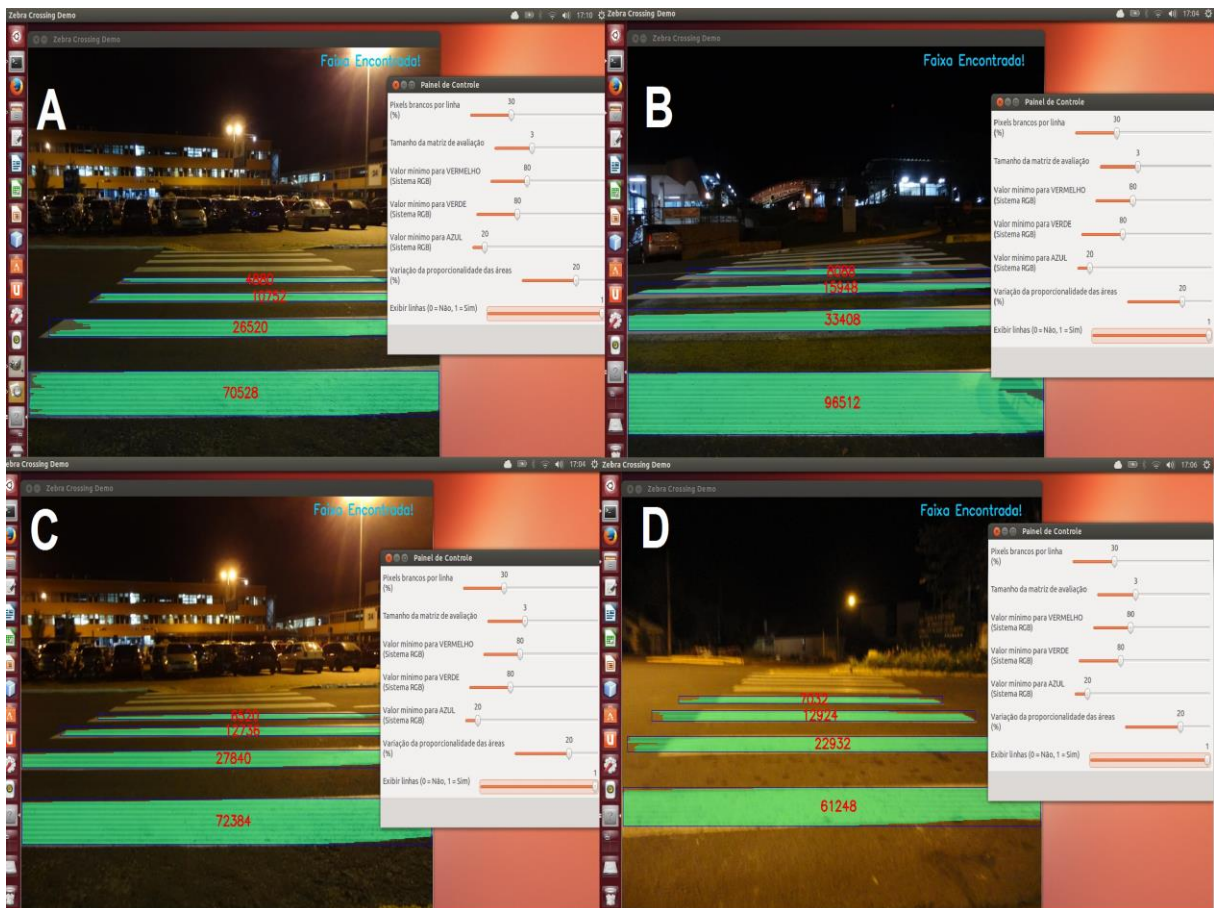 Zebra Crossing Demo
17:10
Zebra Crossing Demo
Faixa Encontrada!
A
Painel de Controle
Pixels brancos por linha
(%)
30
Tamanho da matriz de avaliação
3
Valor mínimo para VERMELHO
(Sistema RGB)
80
Valor mínimo para VERDE
(Sistema RGB)
80
Valor mínimo para AZUL
(Sistema RGB)
20
Variação da proporcionalidade das áreas
(%)
20
Exibir linhas (0 = Não, 1 = Sim)
1
4880
10752
26520
70528
Zebra Crossing Demo
17:04
Zebra Crossing Demo
Faixa Encontrada!
B
Painel de Controle
Pixels brancos por linha
(%)
30
Tamanho da matriz de avaliação
3
Valor mínimo para VERMELHO
(Sistema RGB)
80
Valor mínimo para VERDE
(Sistema RGB)
80
Valor mínimo para AZUL
(Sistema RGB)
20
Variação da proporcionalidade das áreas
(%)
20
Exibir linhas (0 = Não, 1 = Sim)
1
15948
33408
96512
ebra Crossing Demo
17:04
Zebra Crossing Demo
Faixa Encontrada!
C
Painel de Controle
Pixels brancos por linha
(%)
30
Tamanho da matriz de avaliação
3
Valor mínimo para VERMELHO
(Sistema RGB)
80
Valor mínimo para VERDE
(Sistema RGB)
80
Valor mínimo para AZUL
(Sistema RGB)
20
Variação da proporcionalidade das áreas
(%)
20
Exibir linhas (0 = Não, 1 = Sim)
1
12736
27840
72384
Zebra Crossing Demo
17:06
Zebra Crossing Demo
Faixa Encontrada!
D
Painel de Controle
Pixels brancos por linha
(%)
30
Tamanho da matriz de avaliação
3
Valor mínimo para VERMELHO
(Sistema RGB)
80
Valor mínimo para VERDE
(Sistema RGB)
80
Valor mínimo para AZUL
(Sistema RGB)
20
Variação da proporcionalidade das áreas
(%)
20
Exibir linhas (0 = Não, 1 = Sim)
1
7032
12924
22932
61248